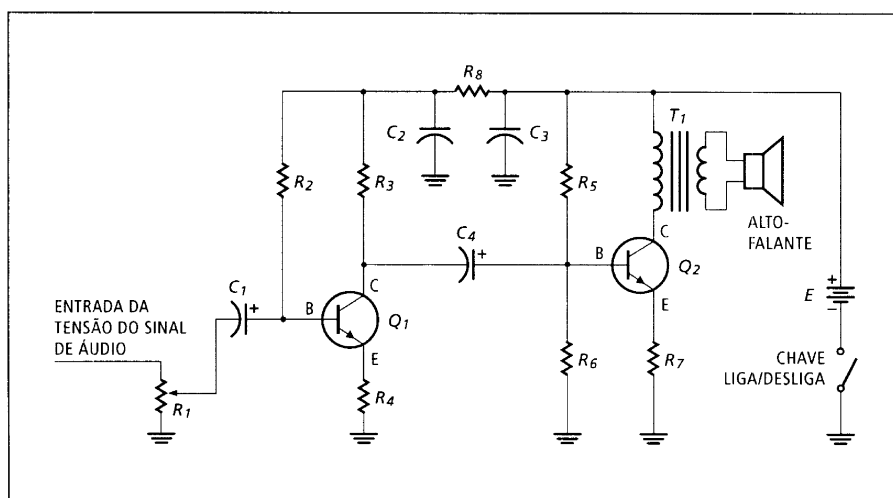 R8
C2
C3
T1
R2
R3
R5
C4
C
ALTO-
FALANTE
C1
+
+
B
Q2
C
+
ENTRADA DA
TENSÃO DO SINAL
DE ÁUDIO
B
Q1
E
E
−
E
R1
R4
R6
R7
CHAVE
LIGA/DESLIGA